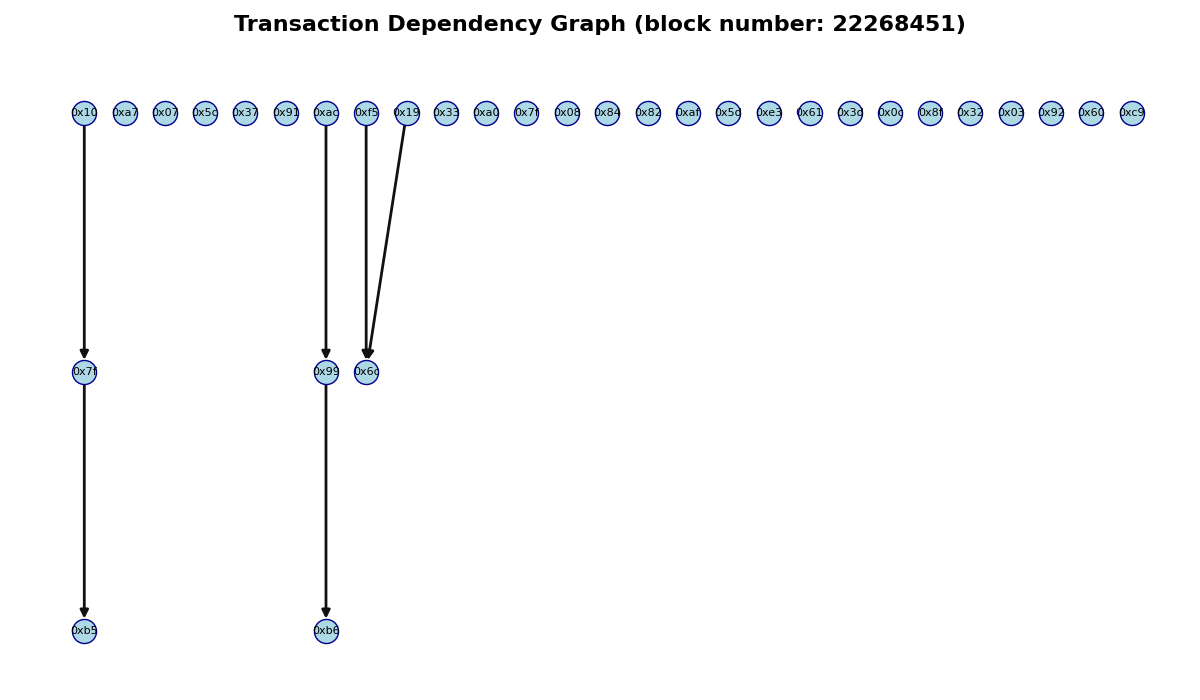 Transaction Dependency Graph (block number: 22268451)
0x10 0xa7 0x07 0x5c 0x37 0x91 0xac 0xf5 0x19 0x33 0xa0 0x7f 0x08 0x84 0x82 0xaf 0x5d 0xe3 0x61 0x3d 0x0c 0x8f 0x32 0x03 0x92 0x60 0xc9
0x7f 0x99 0x6c
0xb5 0xb6